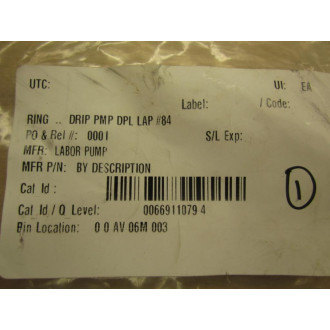 UTC: UI: EA
Label: / Code:
RING .. DRIP PMP DPL LAP #84
PO & Rel #: 0001 S/L Exp:
MFR: LABOR PUMP
MFR P/N: BY DESCRIPTION
Cat Id :
Cat Id / Q Level: 0066911079 4
Bin Location: 0 0 AV 06M 003
1